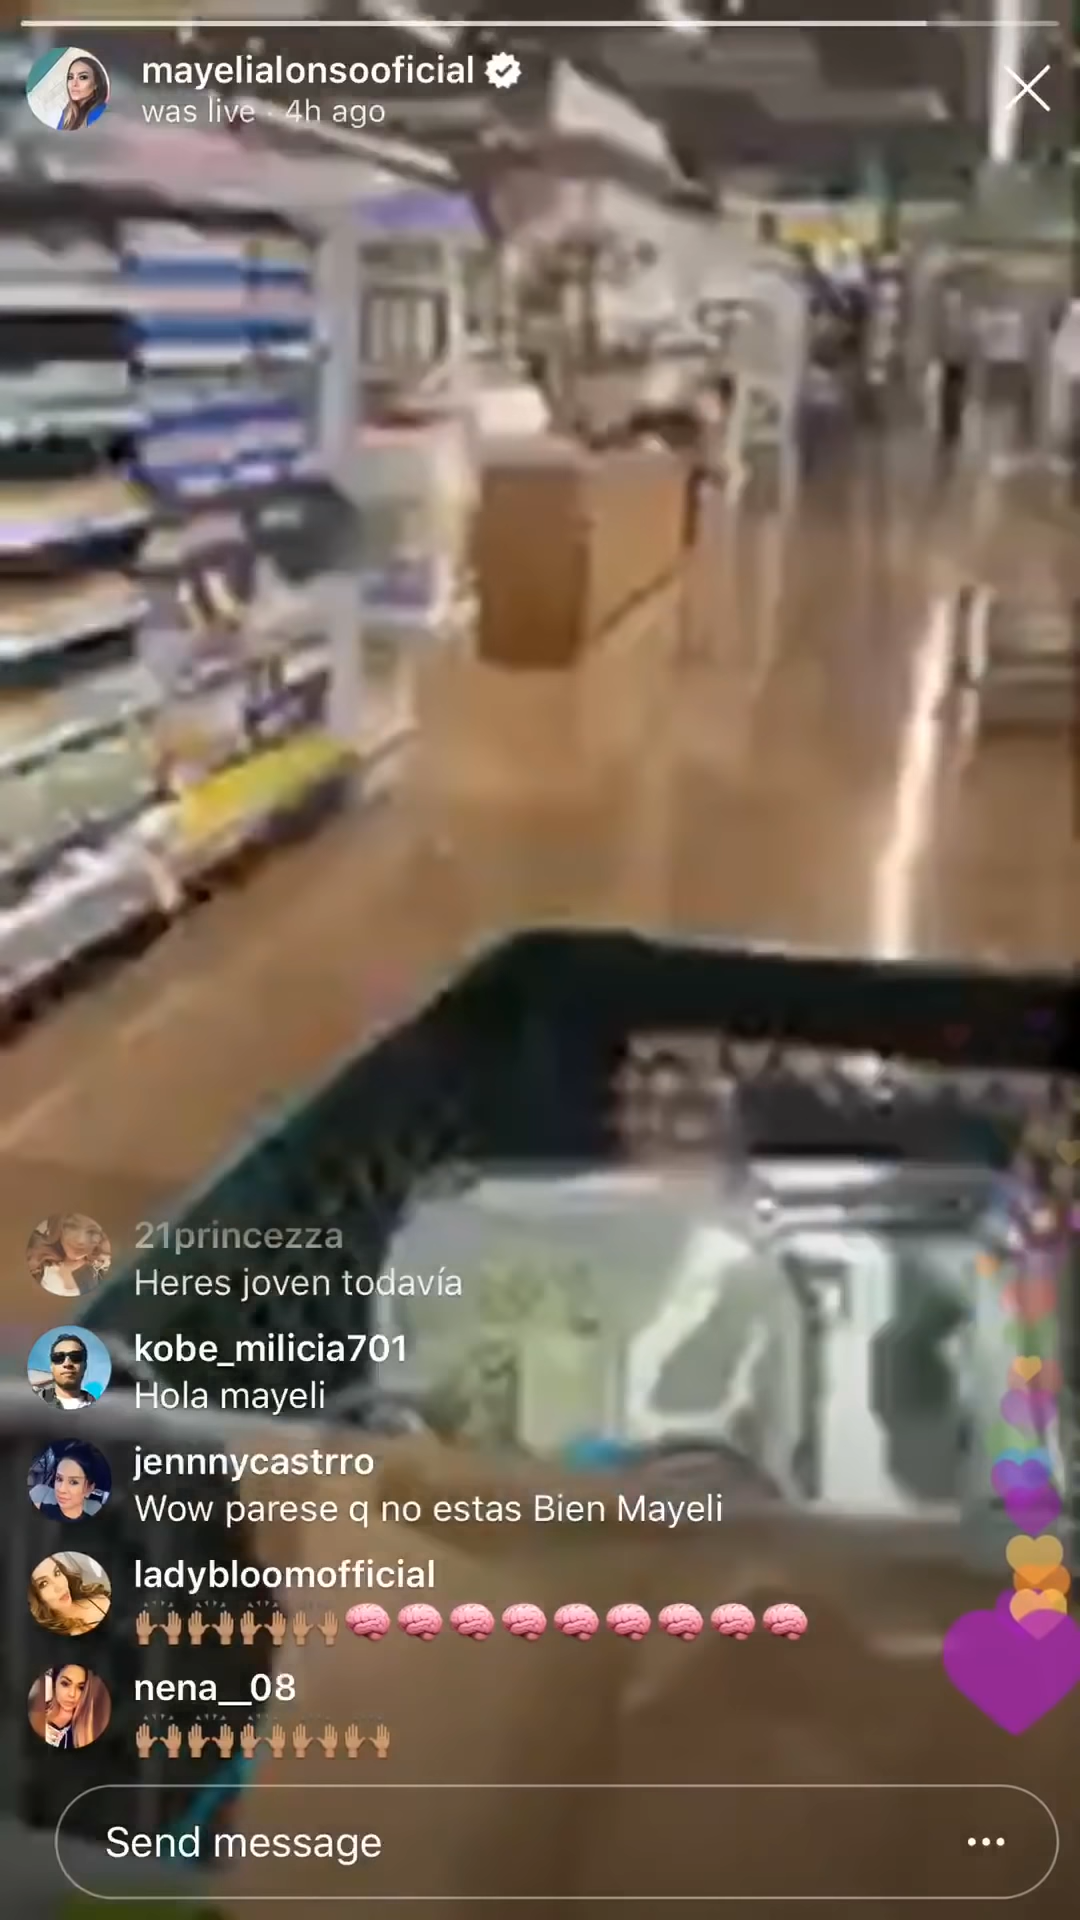 mayelialonsooficial
was live · 4h ago
21princezza
Heres joven todavía
kobe_milicia701
Hola mayeli
jennnycastrro
Wow parese q no estas Bien Mayeli
ladybloomofficial
🙌🏽🙌🏽🙌🏽🙌🏽🧠🧠🧠🧠🧠🧠🧠🧠🧠
nena__08
🙌🏽🙌🏽🙌🏽🙌🏽🙌🏽
Send message